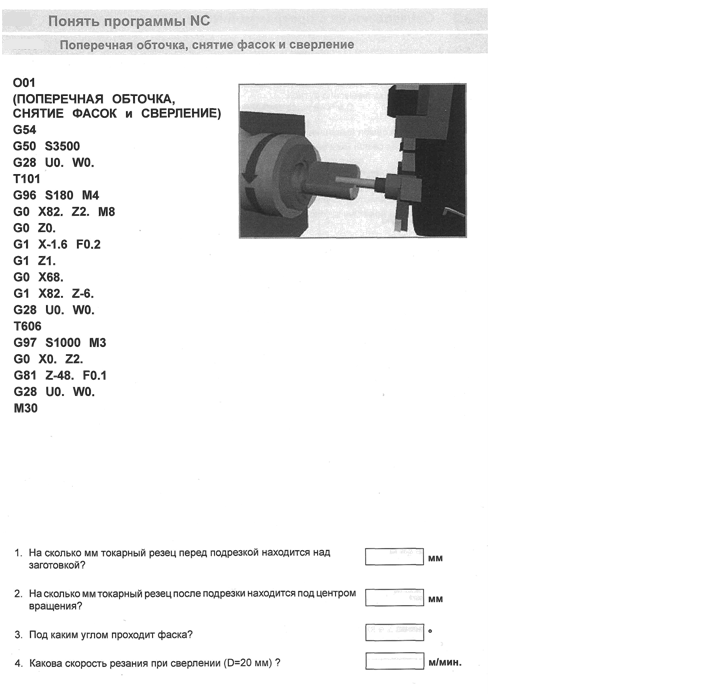 Понять программы NC
Поперечная обточка, снятие фасок и сверление
O01
(ПОПЕРЕЧНАЯ ОБТОЧКА,
СНЯТИЕ ФАСОК и СВЕРЛЕНИЕ)
G54
G50 S3500
G28 U0. W0.
T101
G96 S180 M4
G0 X82. Z2. M8
G0 Z0.
G1 X-1.6 F0.2
G1 Z1.
G0 X68.
G1 X82. Z-6.
G28 U0. W0.
T606
G97 S1000 M3
G0 X0. Z2.
G81 Z-48. F0.1
G28 U0. W0.
M30
1. На сколько мм токарный резец перед подрезкой находится над
заготовкой?
мм
2. На сколько мм токарный резец после подрезки находится под центром
вращения?
мм
3. Под каким углом проходит фаска?
°
4. Какова скорость резания при сверлении (D=20 мм) ?
м/мин.